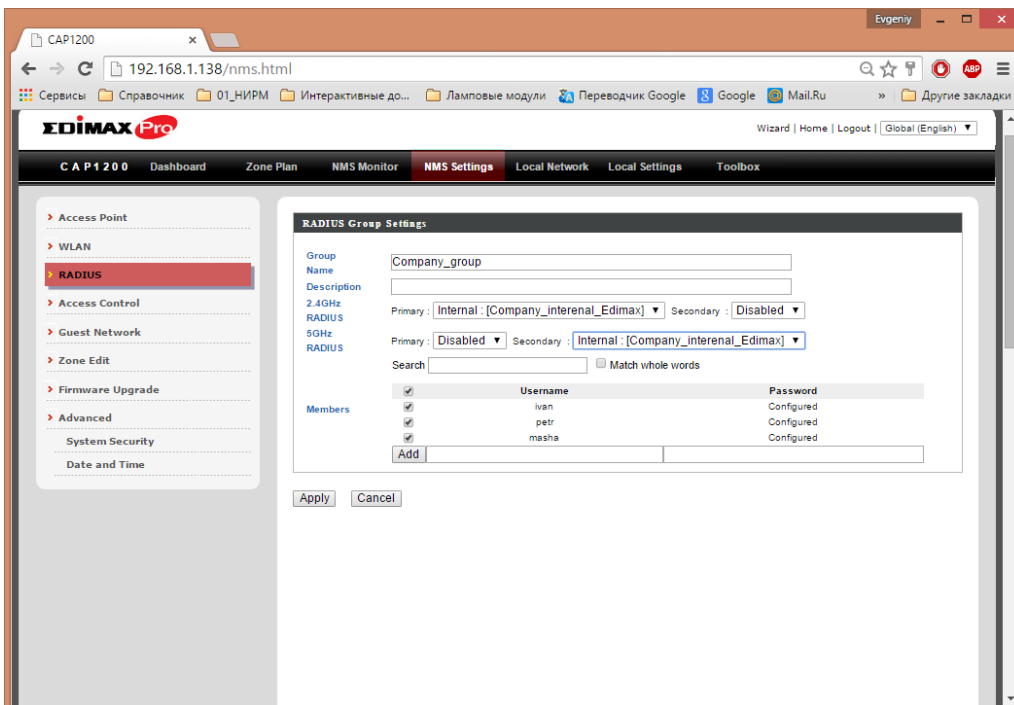 Evgeniy
CAP1200
192.168.1.138/nms.html
ABP
Сервисы Справочник 01_НИРМ Интерактивные до... Ламповые модули Переводчик Google Google Mail.Ru » Другие закладки
EDIMAX Pro
Wizard | Home | Logout | Global (English)
CAP1200 Dashboard Zone Plan NMS Monitor NMS Settings Local Network Local Settings Toolbox
Access Point
WLAN
RADIUS
Access Control
Guest Network
Zone Edit
Firmware Upgrade
Advanced
System Security
Date and Time
RADIUS Group Settings
Group Name Company_group
Description
2.4GHz RADIUS Primary : Internal : [Company_interenal_Edimax] Secondary : Disabled
5GHz RADIUS Primary : Disabled Secondary : Internal : [Company_interenal_Edimax]
Search Match whole words
Members
Username Password
ivan Configured
petr Configured
masha Configured
Add
Apply Cancel